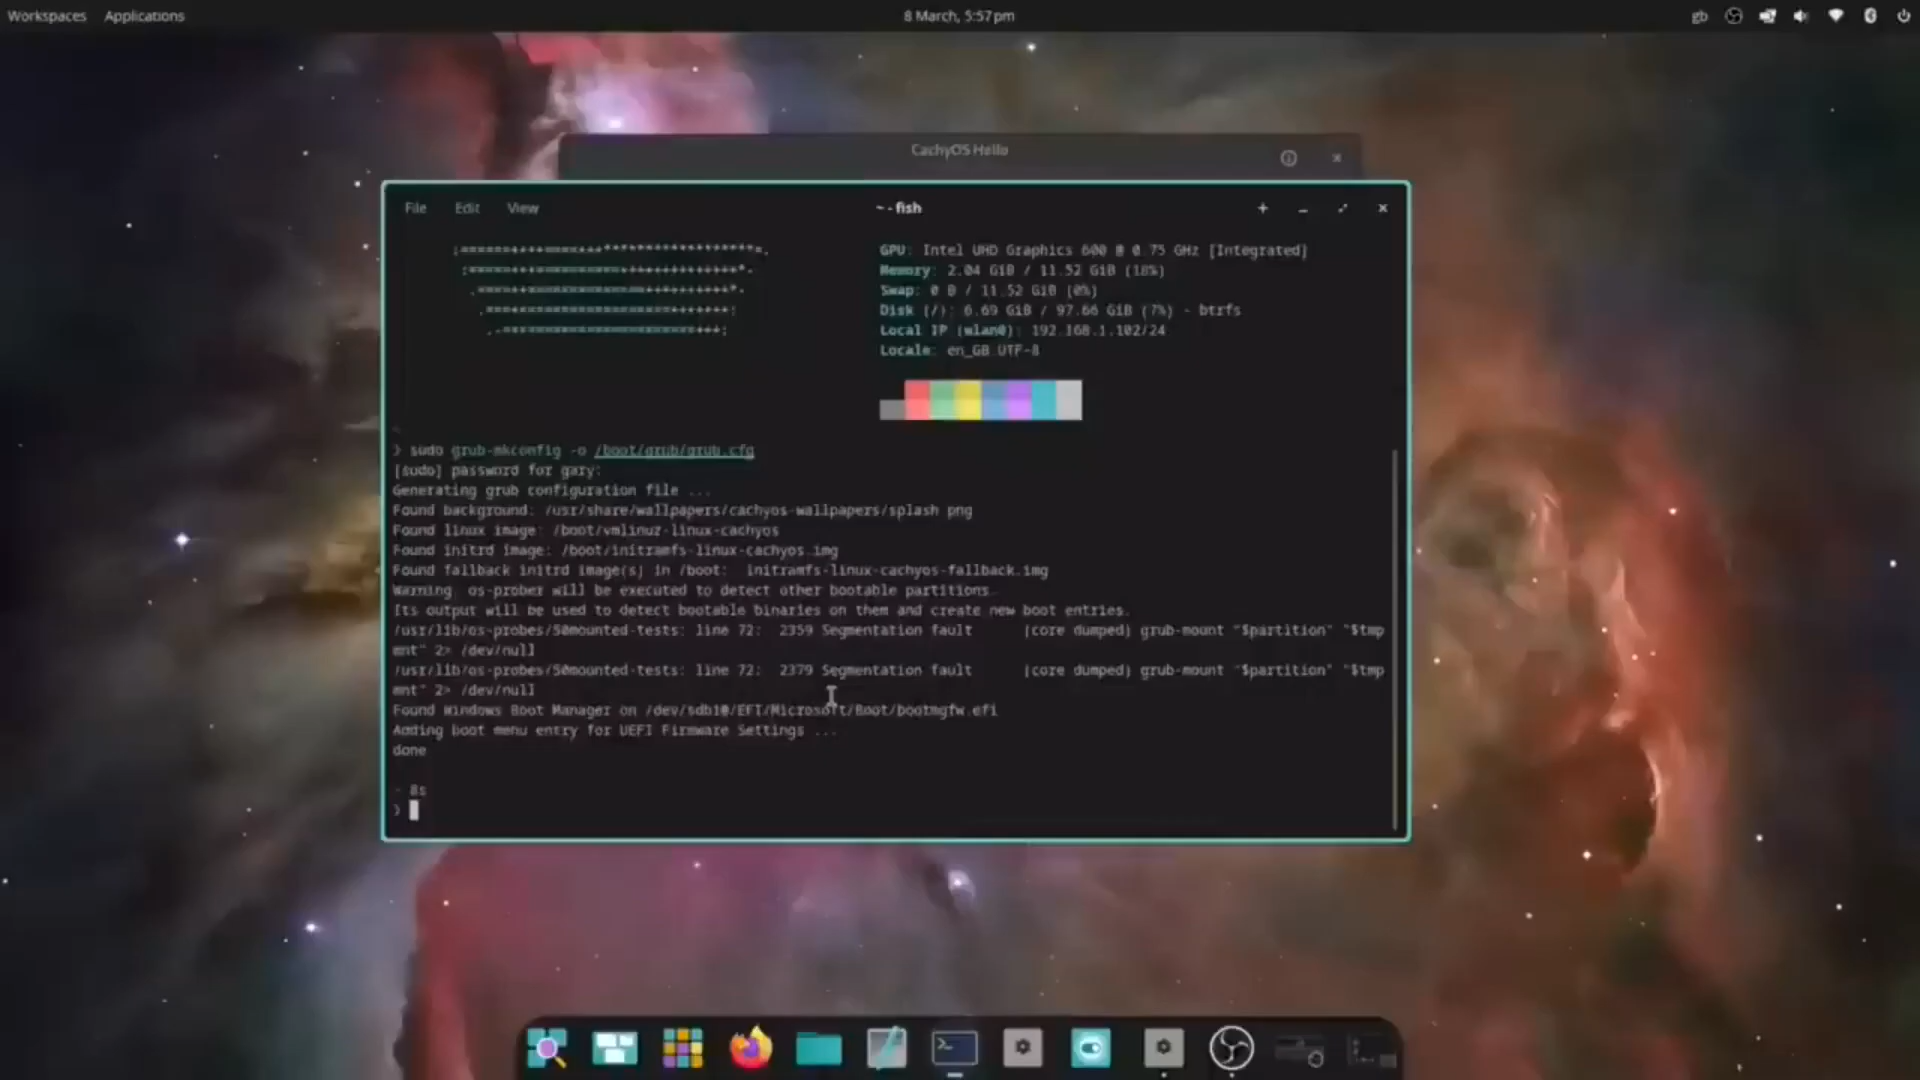 Workspaces Applications 8 March, 5:57pm gb
CachyOS Hello
File Edit View ~ - fish
GPU: Intel UHD Graphics 600 @ 0.75 GHz [Integrated]
Memory: 2.04 GiB / 11.52 GiB (18%)
Swap: 0 B / 11.52 GiB (0%)
Disk (/): 6.69 GiB / 97.66 GiB (7%) - btrfs
Local IP (wlan0): 192.168.1.102/24
Locale: en_GB.UTF-8
❯ sudo grub-mkconfig -o /boot/grub/grub.cfg
[sudo] password for gary:
Generating grub configuration file ...
Found background: /usr/share/wallpapers/cachyos-wallpapers/splash.png
Found linux image: /boot/vmlinuz-linux-cachyos
Found initrd image: /boot/initramfs-linux-cachyos.img
Found fallback initrd image(s) in /boot:  initramfs-linux-cachyos-fallback.img
Warning: os-prober will be executed to detect other bootable partitions.
Its output will be used to detect bootable binaries on them and create new boot entries.
/usr/lib/os-probes/50mounted-tests: line 72:  2359 Segmentation fault      (core dumped) grub-mount "$partition" "$tmp
mnt" 2> /dev/null
/usr/lib/os-probes/50mounted-tests: line 72:  2379 Segmentation fault      (core dumped) grub-mount "$partition" "$tmp
mnt" 2> /dev/null
Found Windows Boot Manager on /dev/sdb1@/EFI/Microsoft/Boot/bootmgfw.efi
Adding boot menu entry for UEFI Firmware Settings ...
done
~ 8s
❯